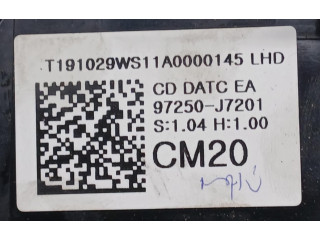 T191029WS11A0000145 LHD
CD DATC EA
97250-J7201
S:1.04 H:1.00
CM20